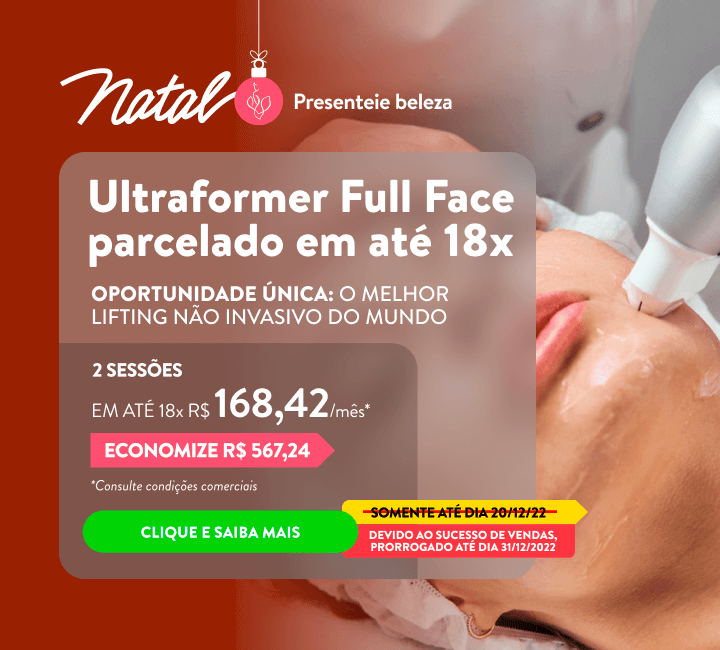 Natal
Presenteie beleza
Ultraformer Full Face
parcelado em até 18x
OPORTUNIDADE ÚNICA: O MELHOR
LIFTING NÃO INVASIVO DO MUNDO
2 SESSÕES
EM ATÉ 18x R$ 168,42/mês*
ECONOMIZE R$ 567,24
*Consulte condições comerciais
SOMENTE ATÉ DIA 20/12/22
CLIQUE E SAIBA MAIS
DEVIDO AO SUCESSO DE VENDAS,
PRORROGADO ATÉ DIA 31/12/2022